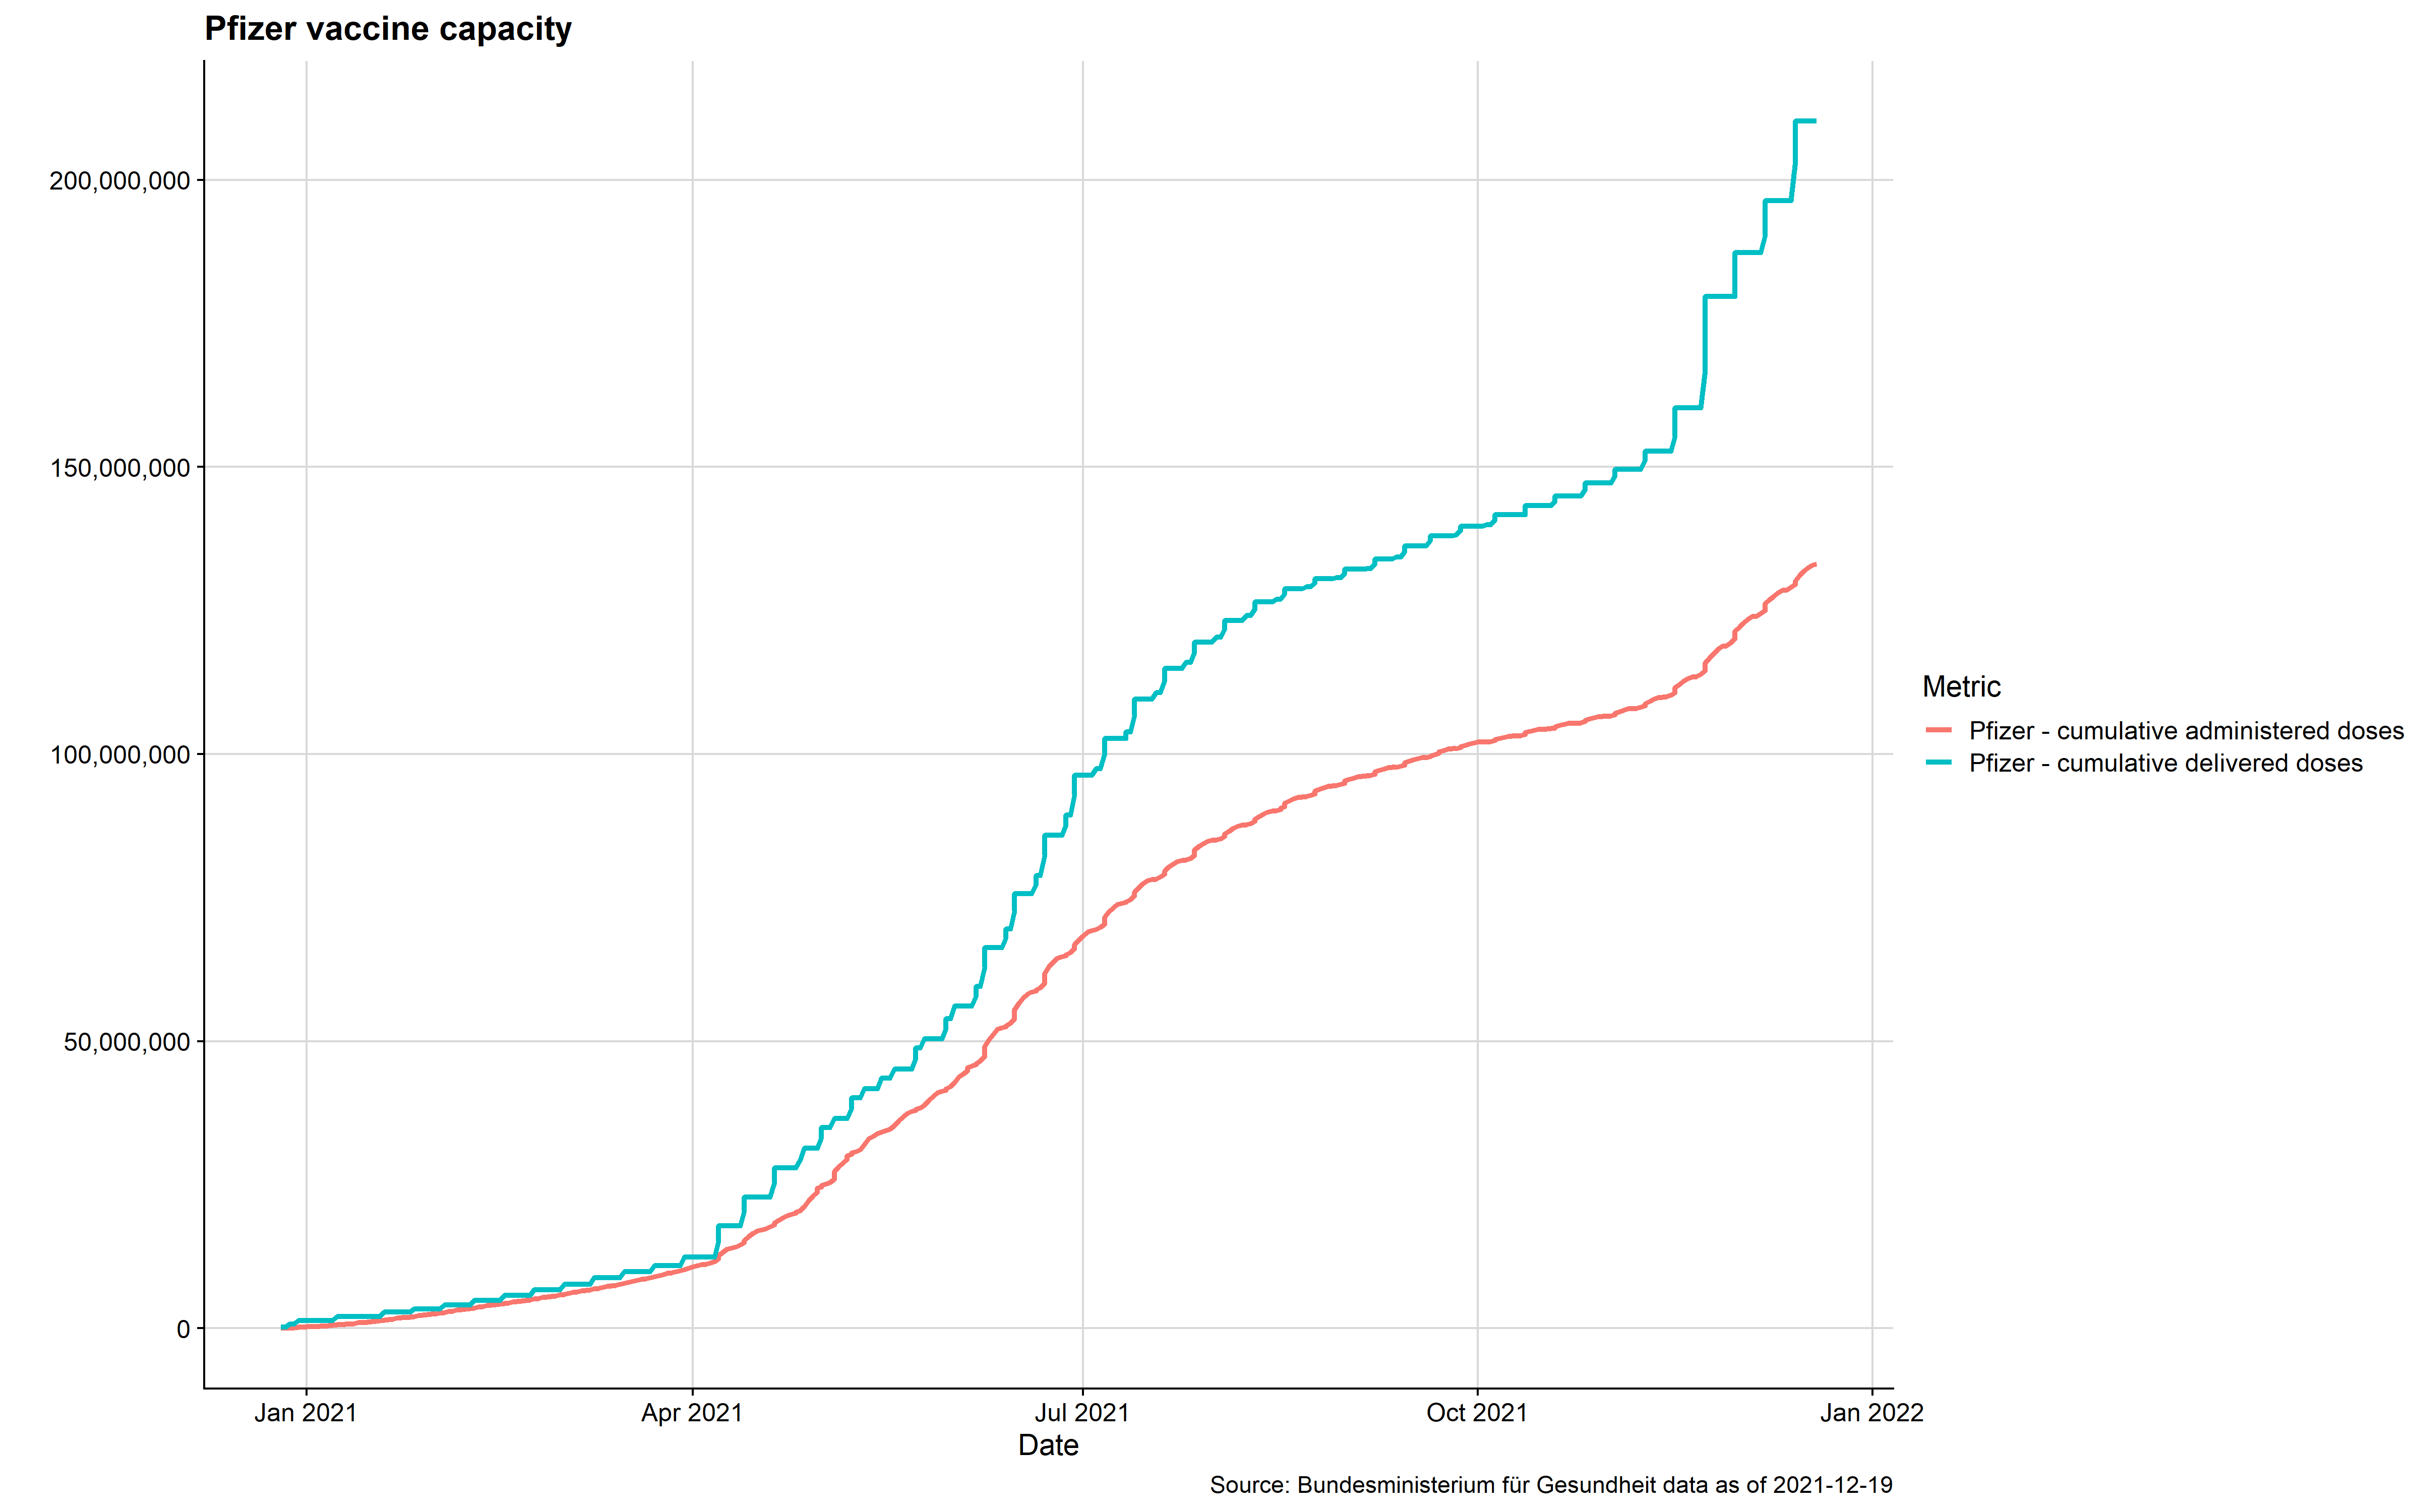 Pfizer vaccine capacity
200,000,000
150,000,000
100,000,000
50,000,000
0
Jan 2021
Apr 2021
Jul 2021
Oct 2021
Jan 2022
Date
Metric
Pfizer - cumulative administered doses
Pfizer - cumulative delivered doses
Source: Bundesministerium für Gesundheit data as of 2021-12-19